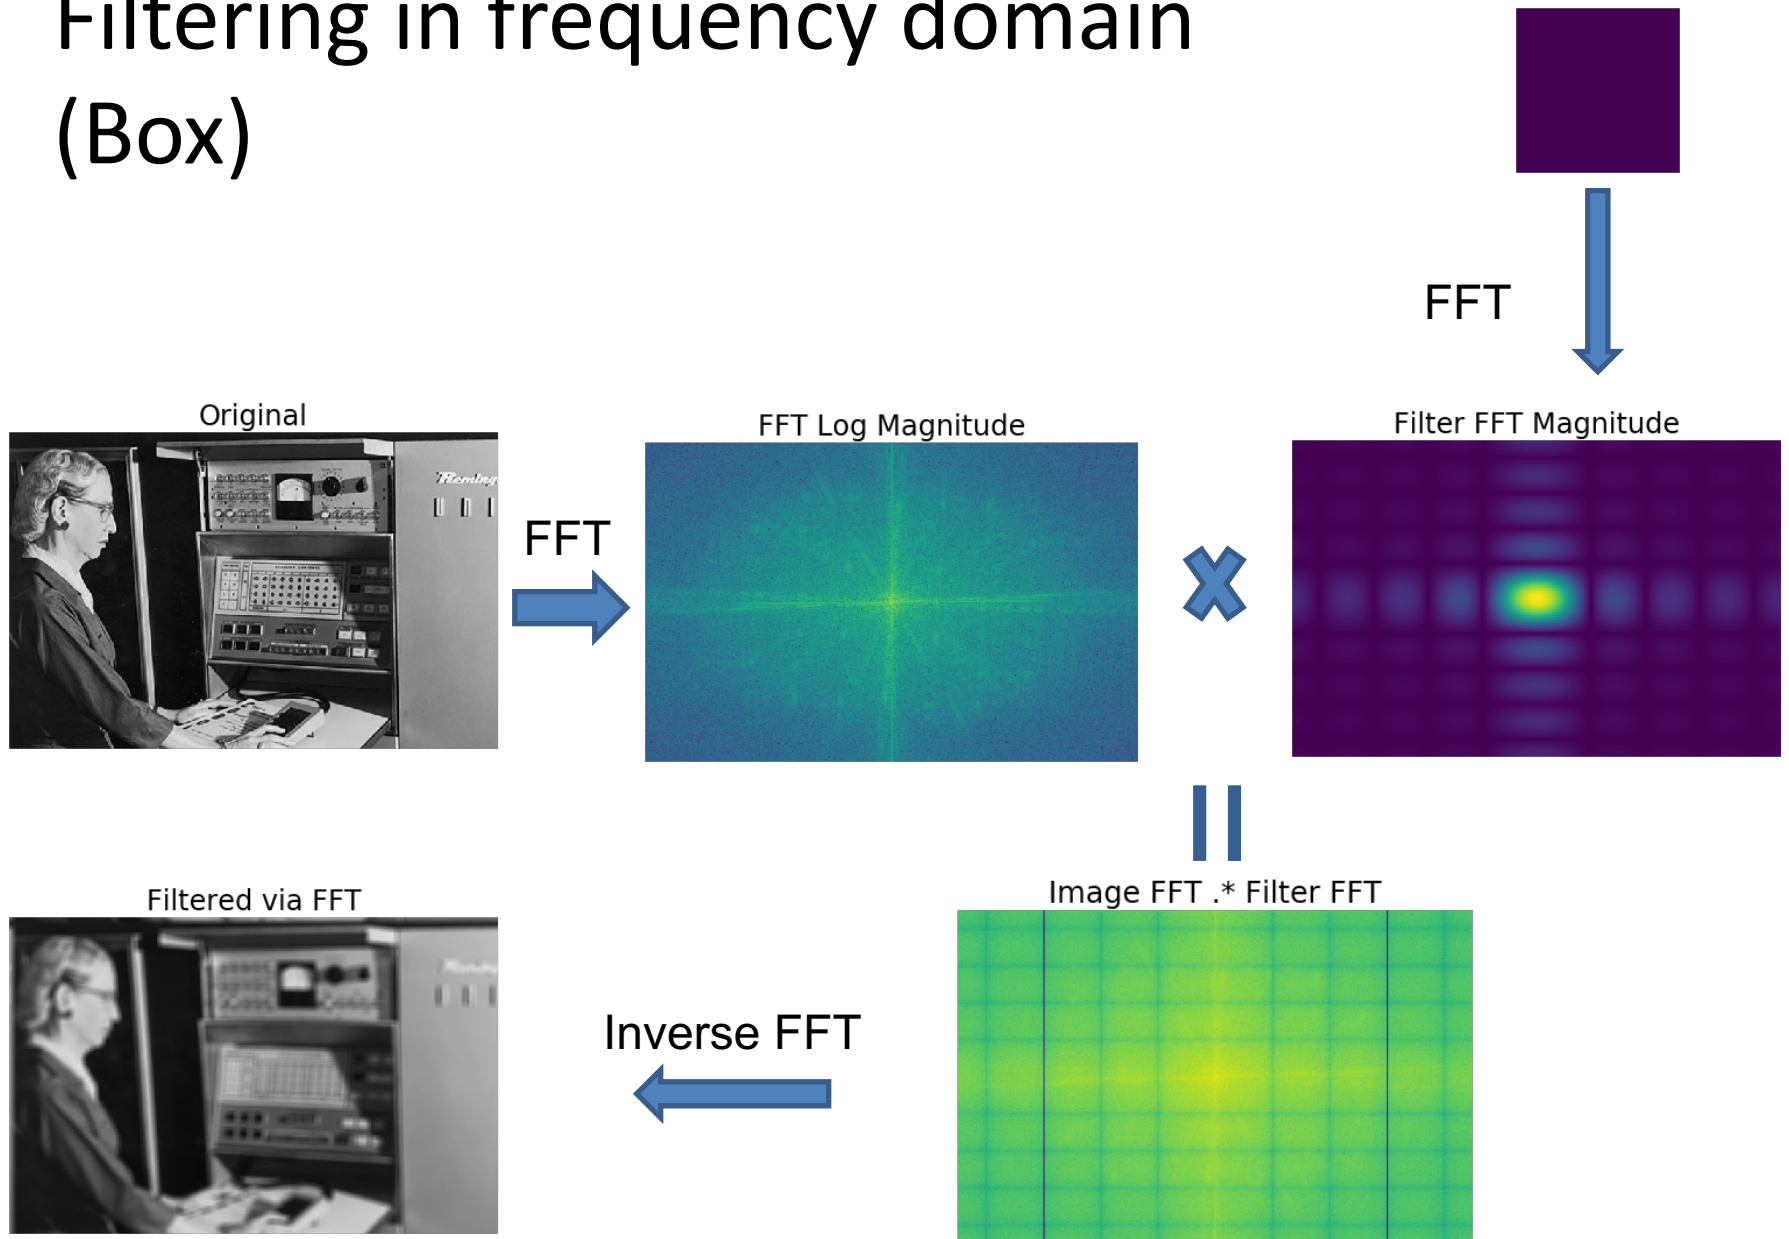 Filtering in frequency domain
(Box)
FFT
Original
FFT Log Magnitude
Filter FFT Magnitude
FFT
Image FFT .* Filter FFT
Filtered via FFT
Inverse FFT